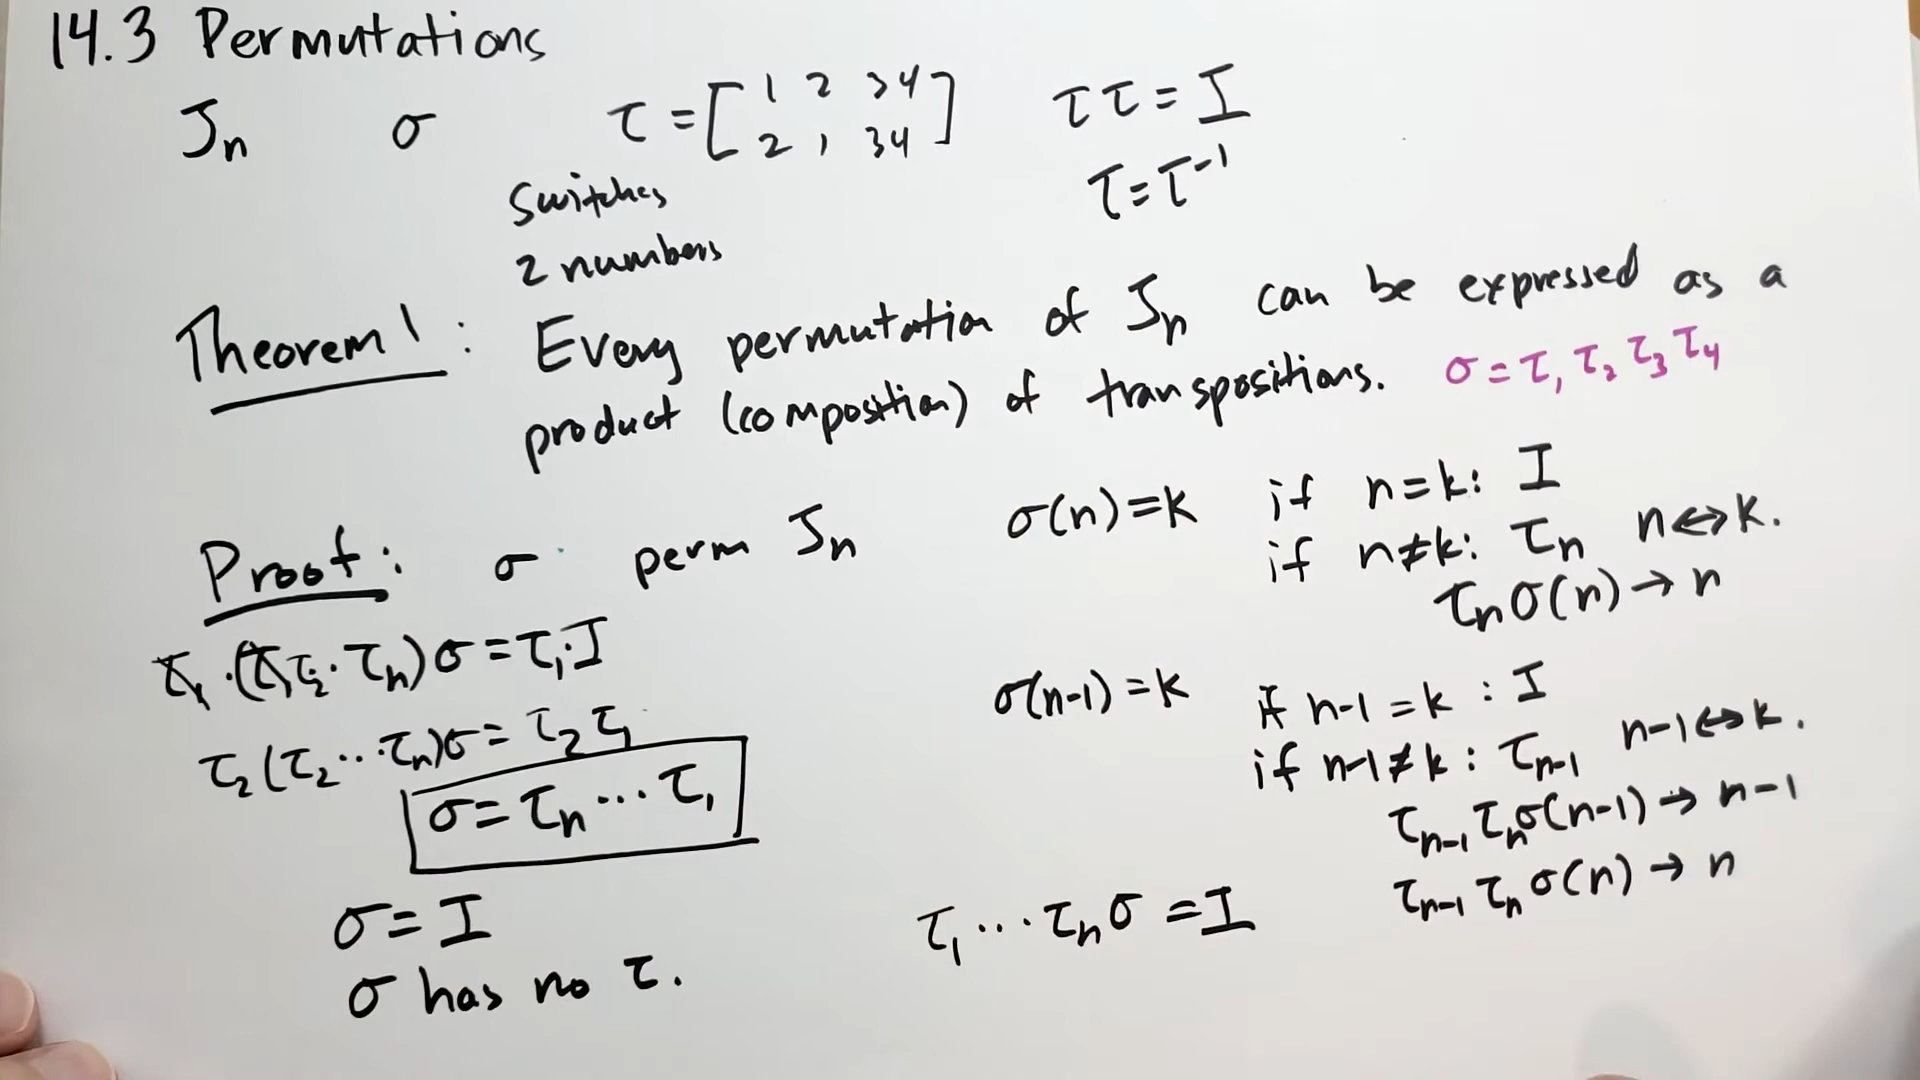 14.3 Permutations
Jn σ τ = [1 2 3 4
2 1 3 4] ττ = I
Switches
2 numbers
τ = τ⁻¹
Theorem 1: Every permutation of Jn can be expressed as a
product (composition) of transpositions. σ = τ₁ τ₂ τ₃ τ₄
Proof: σ perm Jn
σ(n) = k if n = k: I
if n ≠ k: τn n ↔ k.
τn σ(n) → n
τ₁ · (τ₁ τ₂ · τn) σ = τ₁ · I
τ₂ (τ₂ ··· τn) σ = τ₂ τ₁
σ = τn ··· τ₁
σ = I
σ has no τ.
σ(n-1) = k if n-1 = k : I
if n-1 ≠ k : τn-1 n-1 ↔ k.
τn-1 τn σ(n-1) → n-1
τn-1 τn σ(n) → n
τ₁ ··· τn σ = I